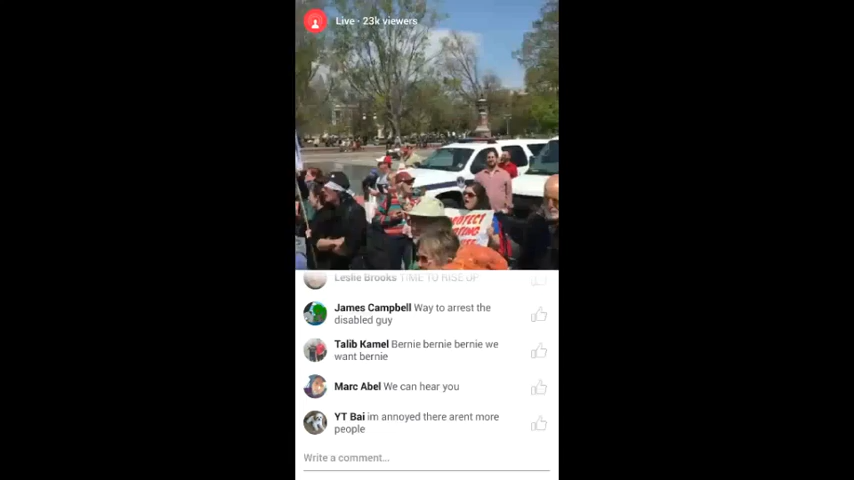 Live · 23k viewers
PROTECT
VOTING
Leslie Brooks TIME TO RISE UP
James Campbell Way to arrest the
disabled guy
Talib Kamel Bernie bernie bernie we
want bernie
Marc Abel We can hear you
YT Bai im annoyed there arent more
people
Write a comment...